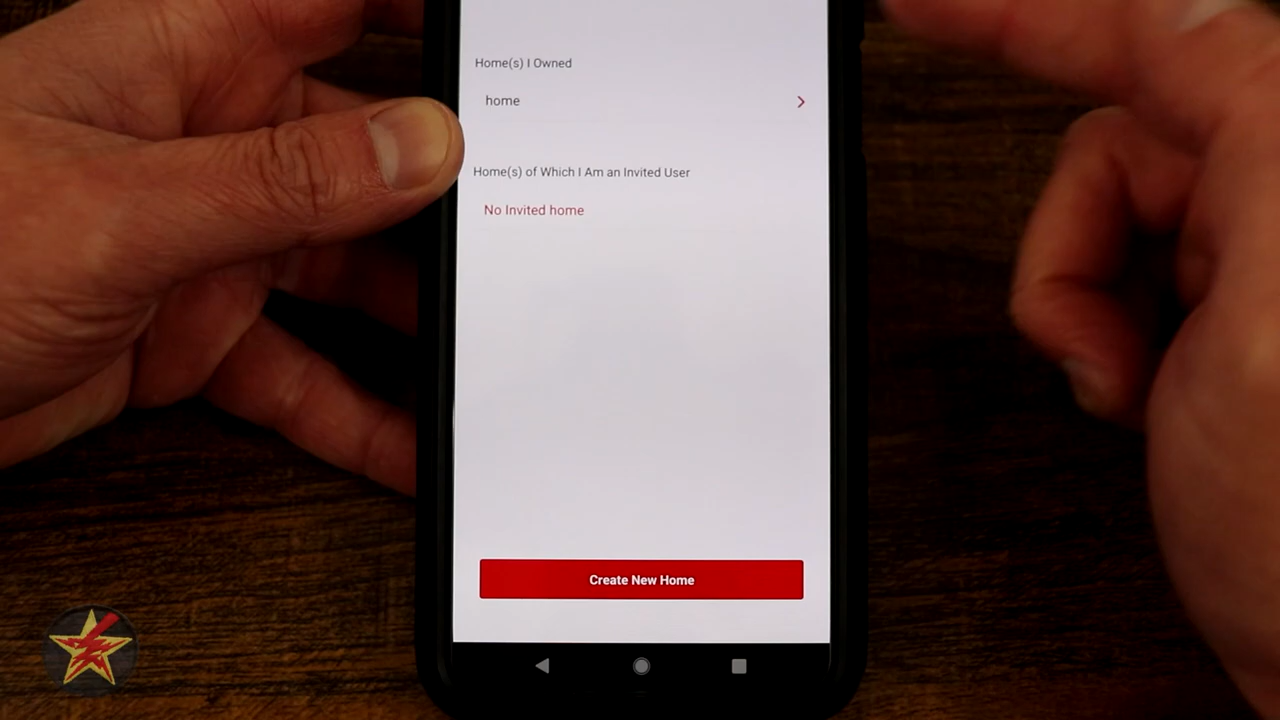 Home(s) I Owned
home
Home(s) of Which I Am an Invited User
No Invited home
Create New Home